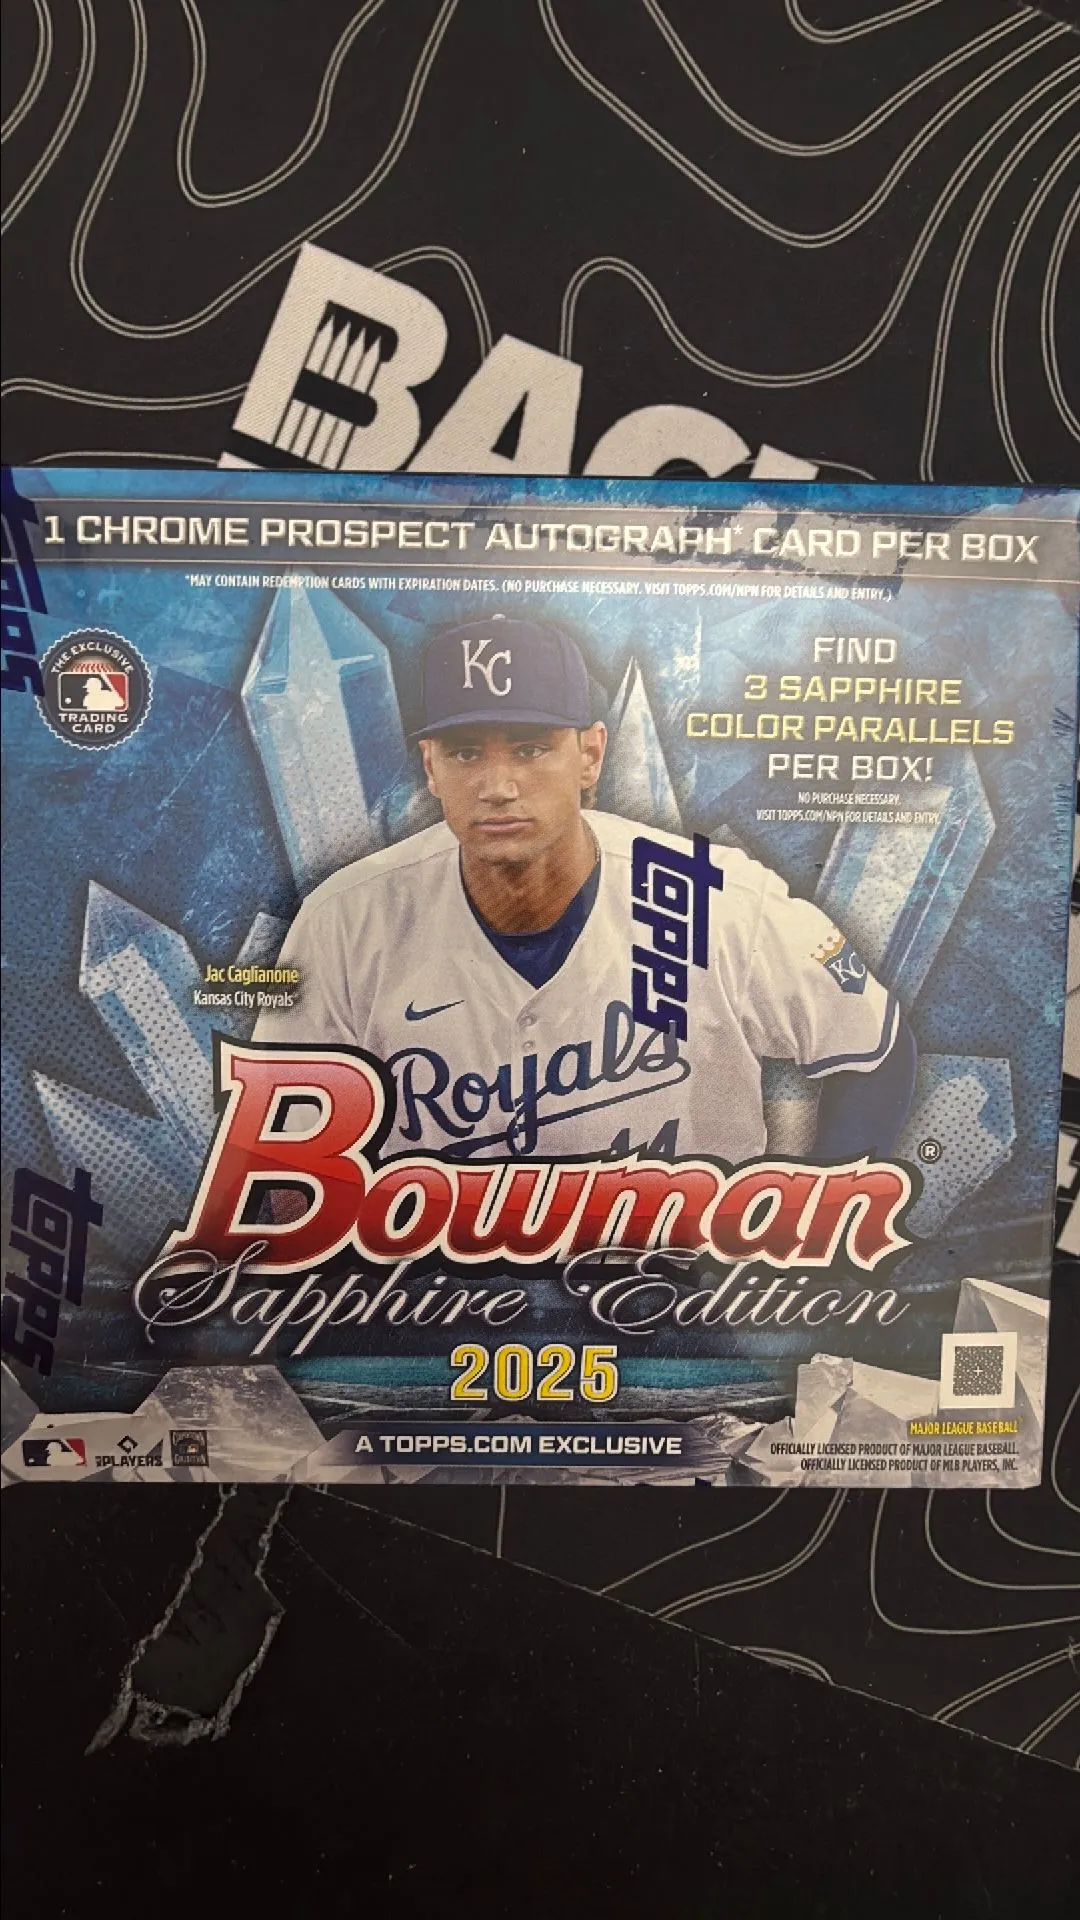 BACK
1 CHROME PROSPECT AUTOGRAPH* CARD PER BOX
*MAY CONTAIN REDEMPTION CARDS WITH EXPIRATION DATES. (NO PURCHASE NECESSARY. VISIT TOPPS.COM/NPN FOR DETAILS AND ENTRY.)
topps
THE EXCLUSIVE
TRADING
CARD
KC
FIND
3 SAPPHIRE
COLOR PARALLELS
PER BOX!
NO PURCHASE NECESSARY.
VISIT TOPPS.COM/NPN FOR DETAILS AND ENTRY.
topps
KC
Jac Caglianone
Kansas City Royals®
Royals
14
Bowman®
Sapphire Edition
2025
topps
A TOPPS.COM EXCLUSIVE
PLAYERS
MAJOR LEAGUE BASEBALL
OFFICIALLY LICENSED PRODUCT OF MAJOR LEAGUE BASEBALL.
OFFICIALLY LICENSED PRODUCT OF MLB PLAYERS, INC.